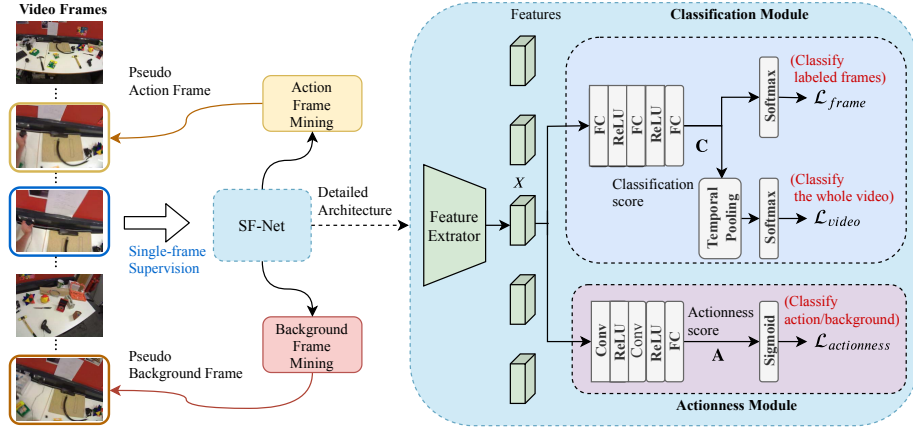 Video Frames
Pseudo
Action Frame
Action
Frame
Mining
SF-Net
Single-frame
Supervision
Detailed
Architecture
Background
Frame
Mining
Pseudo
Background Frame
Features
Feature
Extrator
X
Classification Module
FC
ReLU
FC
ReLU
FC
C
Classification
score
Softmax
(Classify
labeled frames)
ℒ_frame
Temporal
Pooling
Softmax
(Classify
the whole video)
ℒ_video
Conv
ReLU
Conv
ReLU
FC
Actionness
score
A
Sigmoid
(Classify
action/background)
ℒ_actionness
Actionness Module